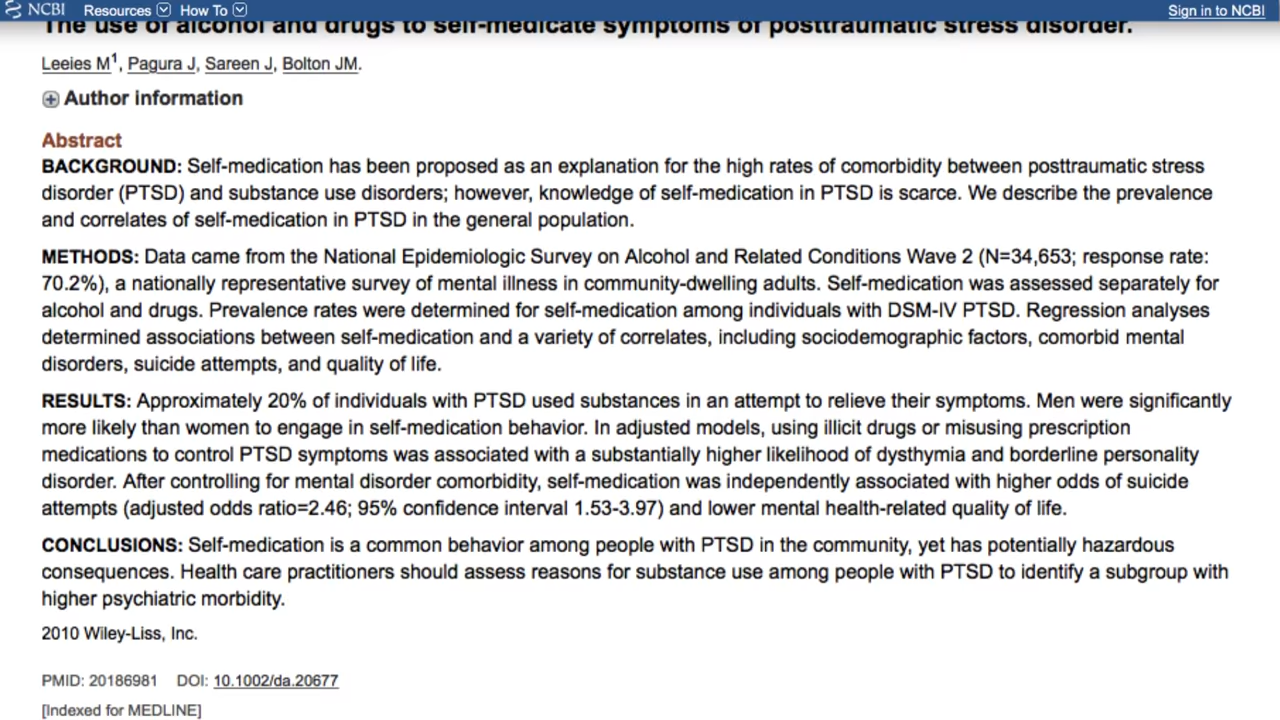 NCBI Resources How To Sign in to NCBI
The use of alcohol and drugs to self-medicate symptoms of posttraumatic stress disorder.
Leeies M1, Pagura J, Sareen J, Bolton JM.
Author information
Abstract
BACKGROUND: Self-medication has been proposed as an explanation for the high rates of comorbidity between posttraumatic stress
disorder (PTSD) and substance use disorders; however, knowledge of self-medication in PTSD is scarce. We describe the prevalence
and correlates of self-medication in PTSD in the general population.
METHODS: Data came from the National Epidemiologic Survey on Alcohol and Related Conditions Wave 2 (N=34,653; response rate:
70.2%), a nationally representative survey of mental illness in community-dwelling adults. Self-medication was assessed separately for
alcohol and drugs. Prevalence rates were determined for self-medication among individuals with DSM-IV PTSD. Regression analyses
determined associations between self-medication and a variety of correlates, including sociodemographic factors, comorbid mental
disorders, suicide attempts, and quality of life.
RESULTS: Approximately 20% of individuals with PTSD used substances in an attempt to relieve their symptoms. Men were significantly
more likely than women to engage in self-medication behavior. In adjusted models, using illicit drugs or misusing prescription
medications to control PTSD symptoms was associated with a substantially higher likelihood of dysthymia and borderline personality
disorder. After controlling for mental disorder comorbidity, self-medication was independently associated with higher odds of suicide
attempts (adjusted odds ratio=2.46; 95% confidence interval 1.53-3.97) and lower mental health-related quality of life.
CONCLUSIONS: Self-medication is a common behavior among people with PTSD in the community, yet has potentially hazardous
consequences. Health care practitioners should assess reasons for substance use among people with PTSD to identify a subgroup with
higher psychiatric morbidity.
2010 Wiley-Liss, Inc.
PMID: 20186981 DOI: 10.1002/da.20677
[Indexed for MEDLINE]